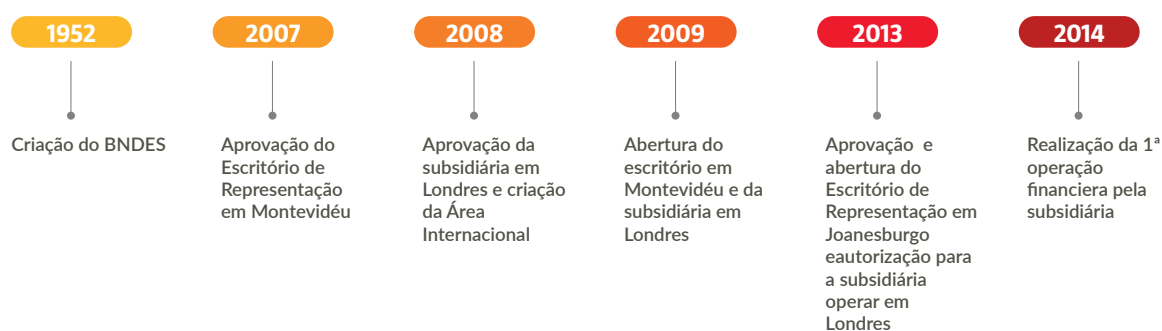 1952
Criação do BNDES
2007
Aprovação do
Escritório de
Representação
em Montevidéu
2008
Aprovação da
subsidiária em
Londres e criação
da Área
Internacional
2009
Abertura do
escritório em
Montevidéu e da
subsidiária em
Londres
2013
Aprovação e
abertura do
Escritório de
Representação em
Joanesburgo
eautorização para
a subsidiária
operar em
Londres
2014
Realização da 1ª
operação
financiera pela
subsidiária